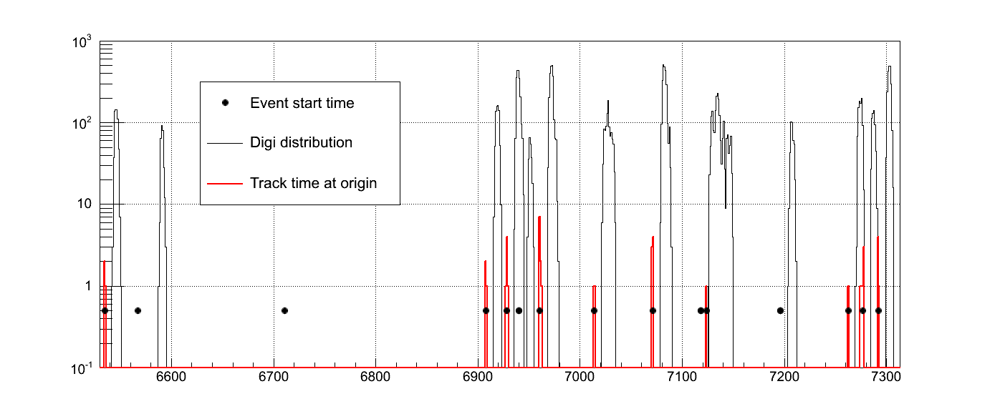 10³
10²
10
1
10⁻¹
Event start time
Digi distribution
Track time at origin
6600 6700 6800 6900 7000 7100 7200 7300